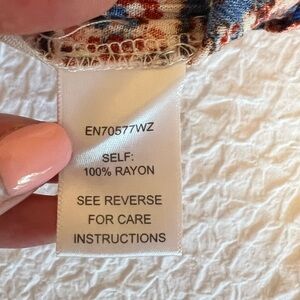 EN70577WZ
SELF:
100% RAYON
SEE REVERSE
FOR CARE
INSTRUCTIONS